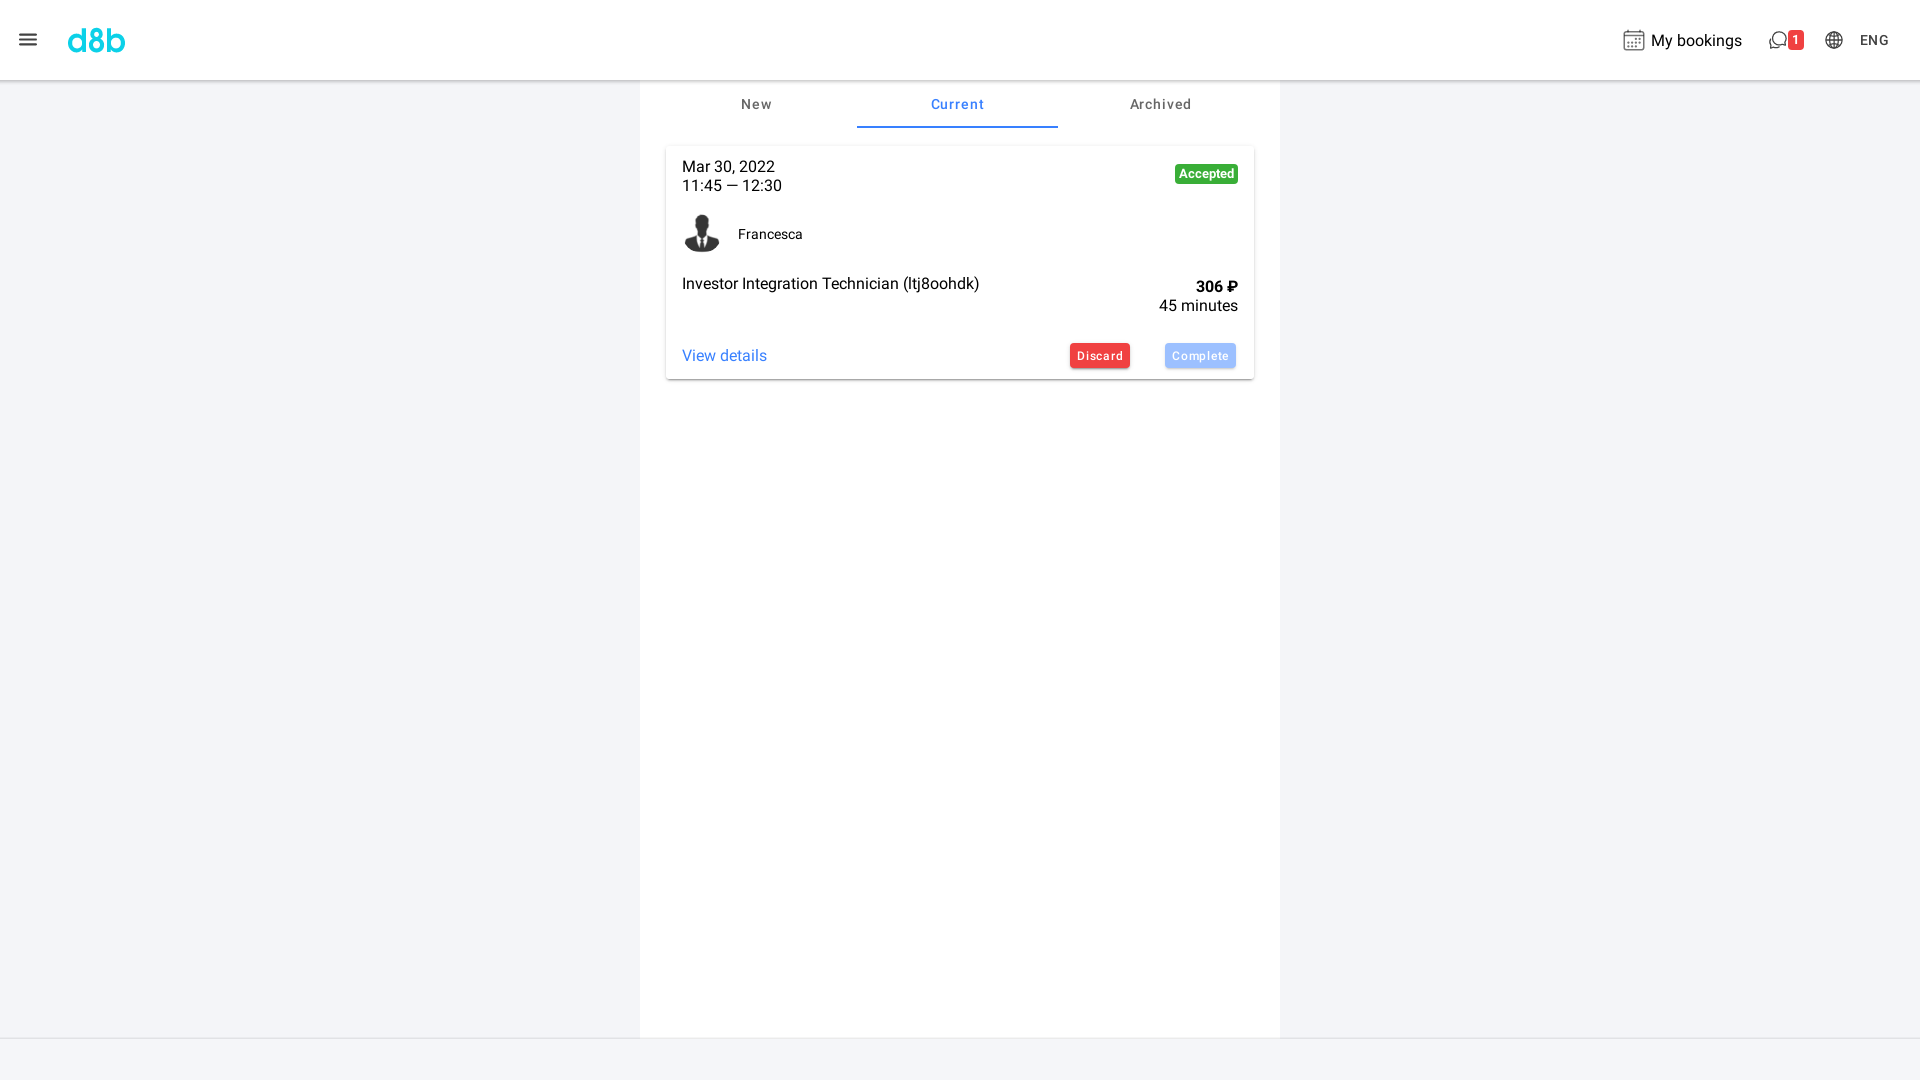 d8b
My bookings
1
ENG
New
Current
Archived
Mar 30, 2022
11:45 — 12:30
Accepted
Francesca
Investor Integration Technician (ltj8oohdk)
306 ₽
45 minutes
View details
Discard
Complete